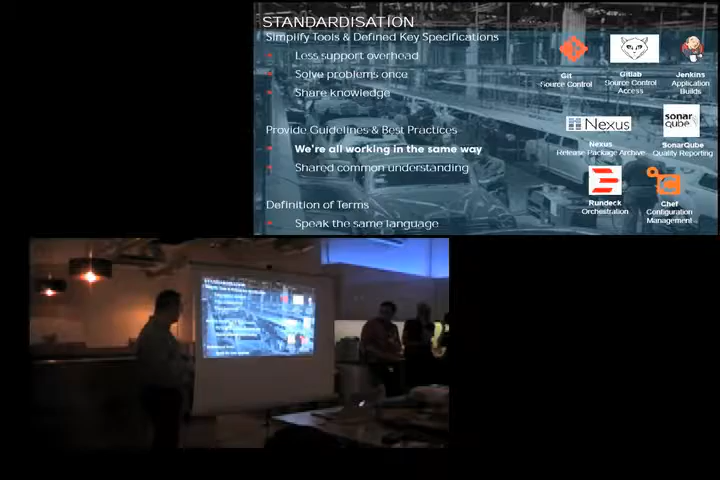 STANDARDISATION
Simplify Tools & Defined Key Specifications
Less support overhead
Solve problems once
Share knowledge
Provide Guidelines & Best Practices
We're all working in the same way
Shared common understanding
Definition of Terms
Speak the same language
Git
Source Control
Gitlab
Source Control
Access
Jenkins
Application
Builds
Nexus
Nexus
Release Package Archive
sonar
qube
SonarQube
Quality Reporting
Rundeck
Orchestration
Chef
Configuration
Management
STANDARDISATION